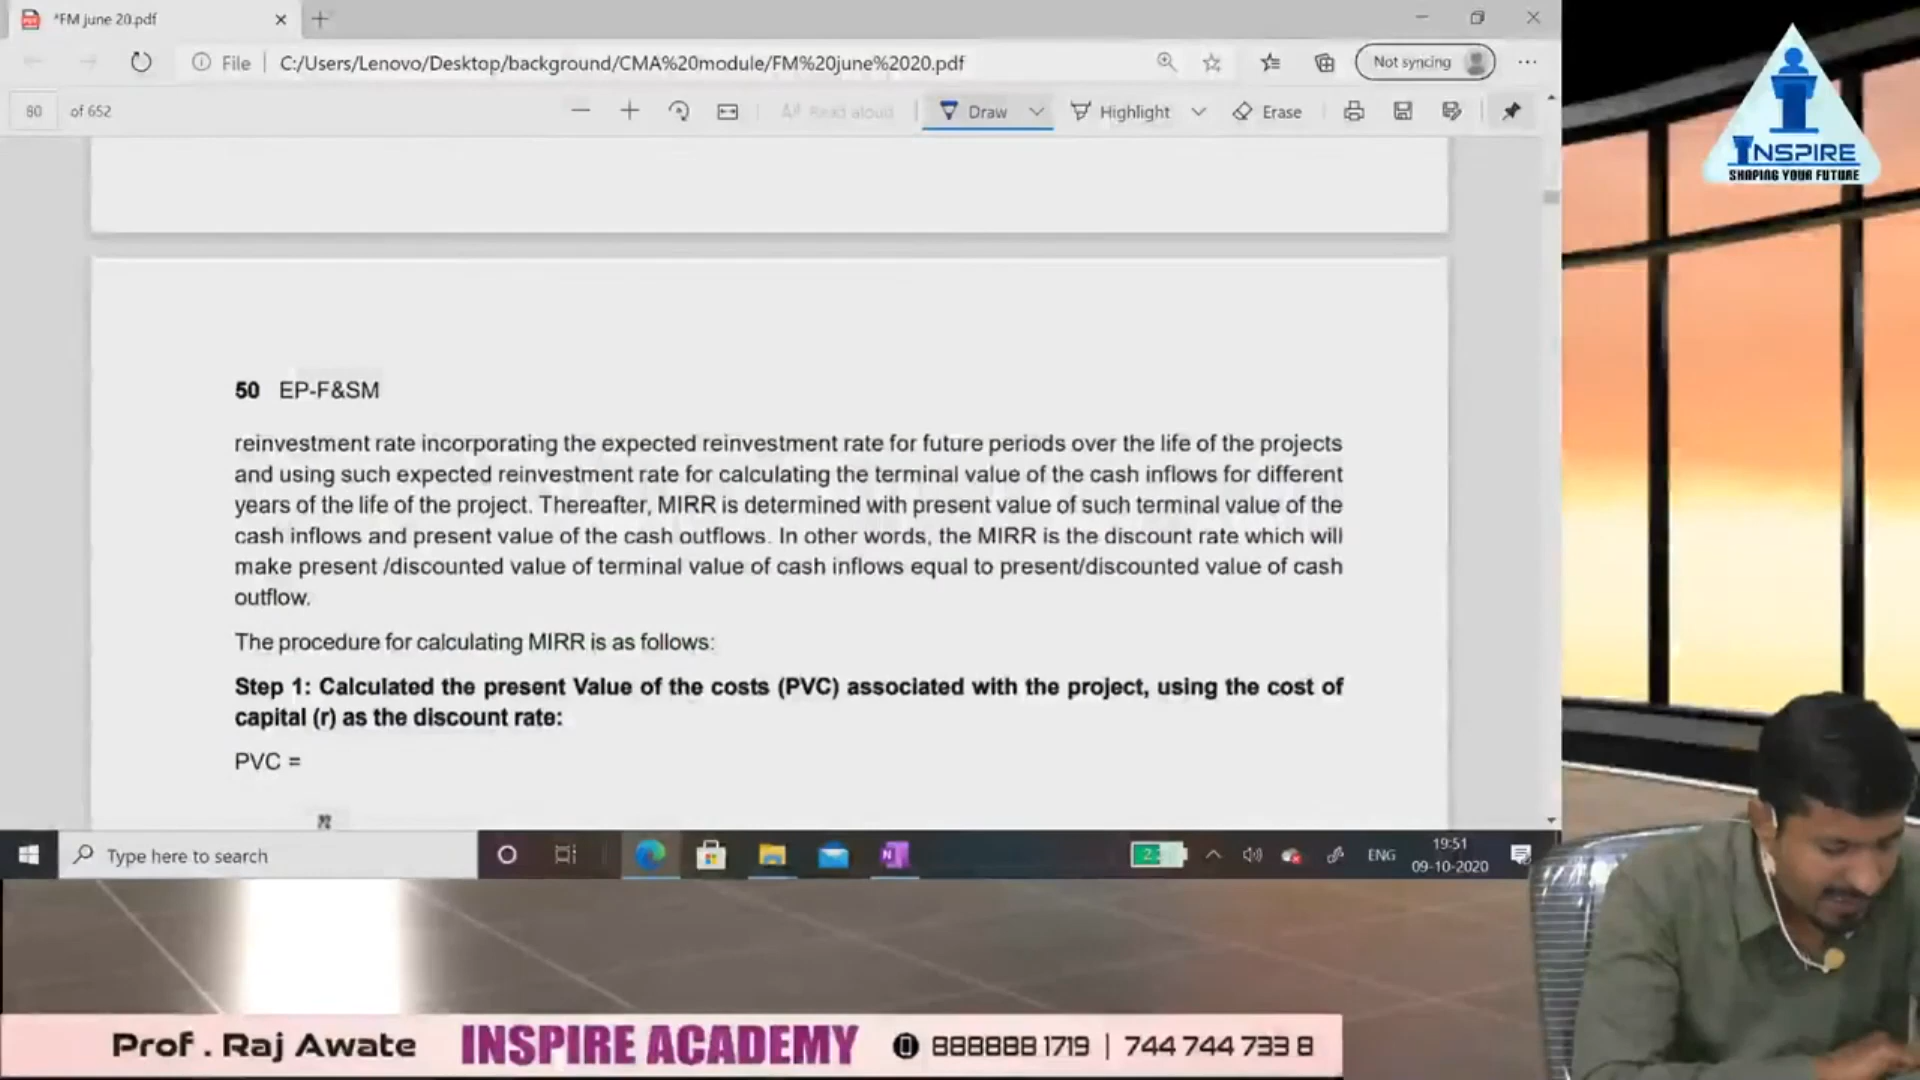 *FM june 20.pdf
File
C:/Users/Lenovo/Desktop/background/CMA%20module/FM%20june%2020.pdf
Not syncing
80 of 652
Read aloud
Draw
Highlight
Erase
INSPIRE
SHAPING YOUR FUTURE
50 EP-F&SM
reinvestment rate incorporating the expected reinvestment rate for future periods over the life of the projects
and using such expected reinvestment rate for calculating the terminal value of the cash inflows for different
years of the life of the project. Thereafter, MIRR is determined with present value of such terminal value of the
cash inflows and present value of the cash outflows. In other words, the MIRR is the discount rate which will
make present /discounted value of terminal value of cash inflows equal to present/discounted value of cash
outflow.
The procedure for calculating MIRR is as follows:
Step 1: Calculated the present Value of the costs (PVC) associated with the project, using the cost of
capital (r) as the discount rate:
PVC =
n
Type here to search
ENG
19:51
09-10-2020
Prof . Raj Awate INSPIRE ACADEMY 888888 1719 | 744 744 733 8